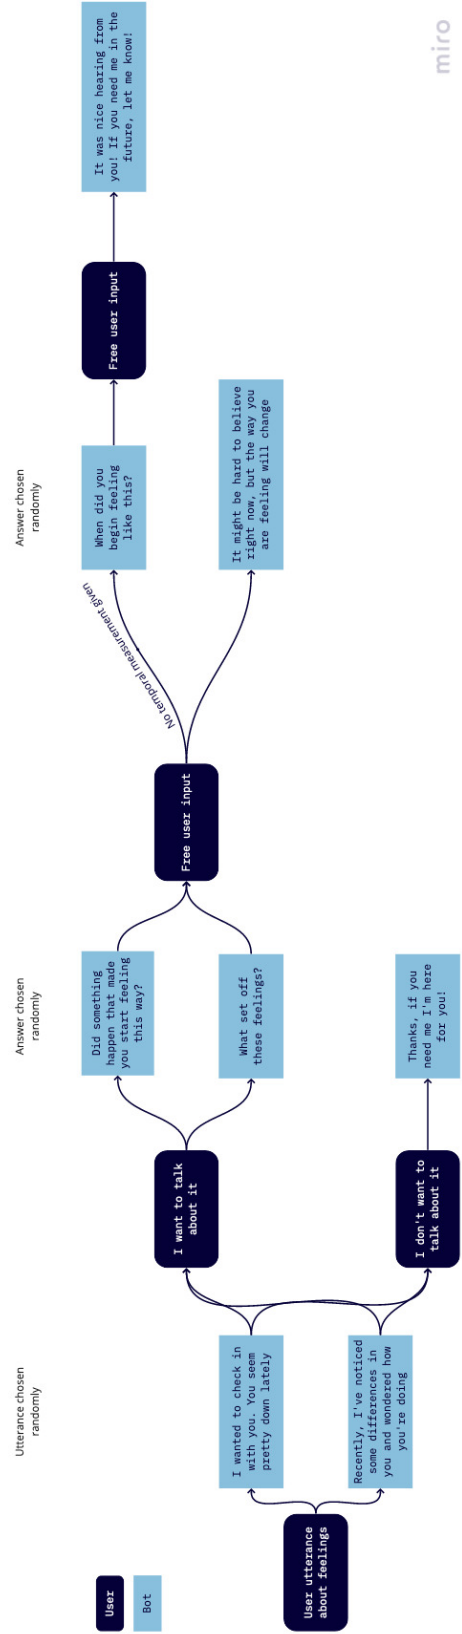 User
Bot
Utterance chosen
randomly
Answer chosen
randomly
Answer chosen
randomly
User utterance
about feelings
I wanted to check in
with you. You seem
pretty down lately
Recently, I've noticed
some differences in
you and wondered how
you're doing
I want to talk
about it
I don't want to
talk about it
Did something
happen that made
you start feeling
this way?
What set off
these feelings?
Thanks, if you
need me I'm here
for you!
Free user input
No temporal measurement given
When did you
begin feeling
like this?
It might be hard to believe
right now, but the way you
are feeling will change
Free user input
It was nice hearing from
you! If you need me in the
future, let me know!
miro